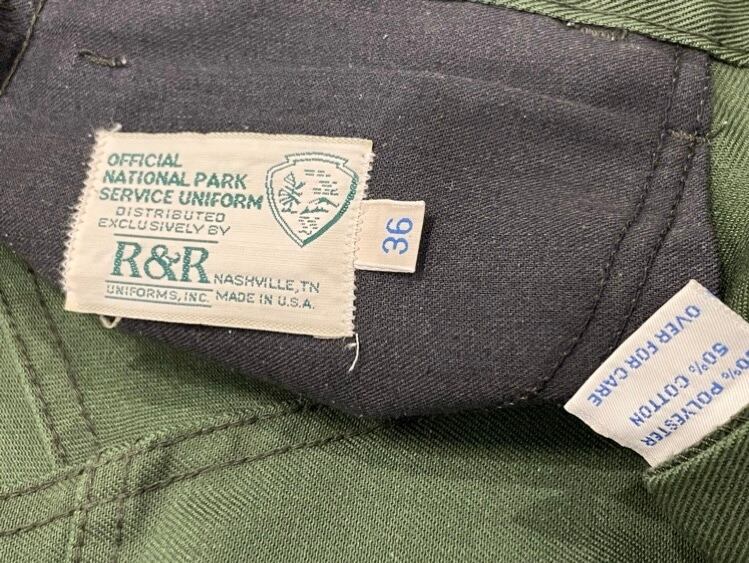 OFFICIAL
NATIONAL PARK
SERVICE UNIFORM
DISTRIBUTED
EXCLUSIVELY BY
R&R
NASHVILLE, TN
UNIFORMS, INC. MADE IN U.S.A.
36
0% POLYESTER
50% COTTON
OVER FOR CARE